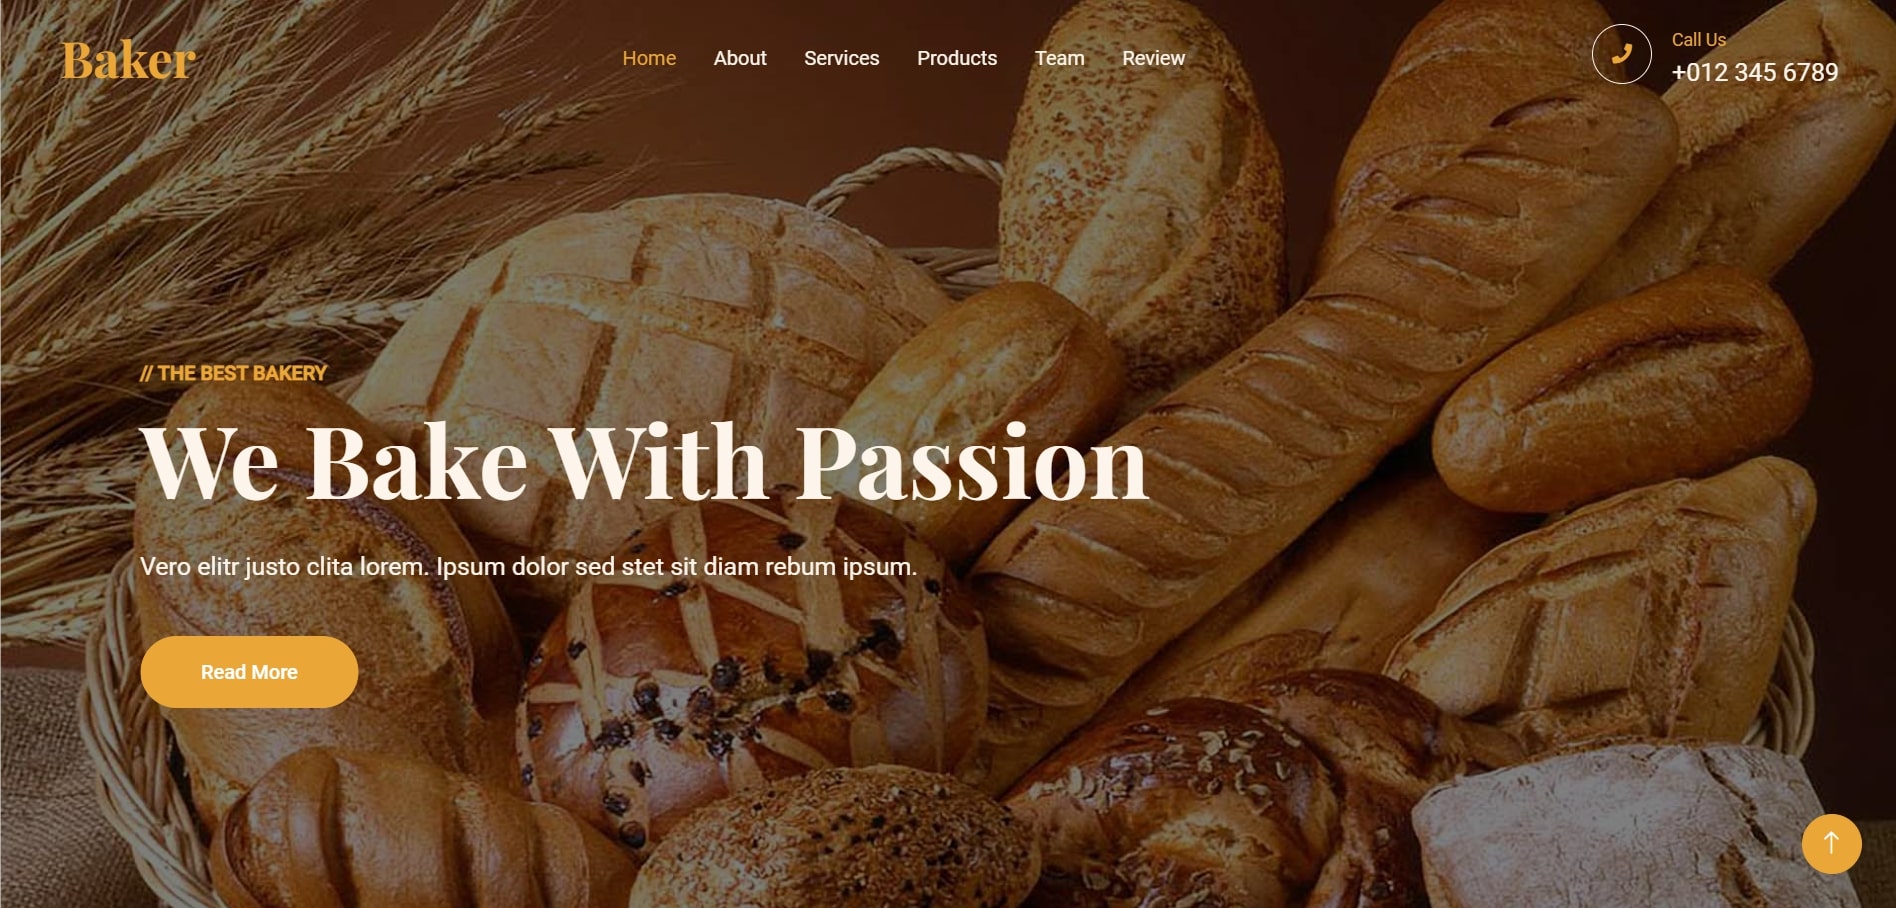 Baker
Home About Services Products Team Review
Call Us
+012 345 6789
// THE BEST BAKERY
We Bake With Passion
Vero elitr justo clita lorem. Ipsum dolor sed stet sit diam rebum ipsum.
Read More